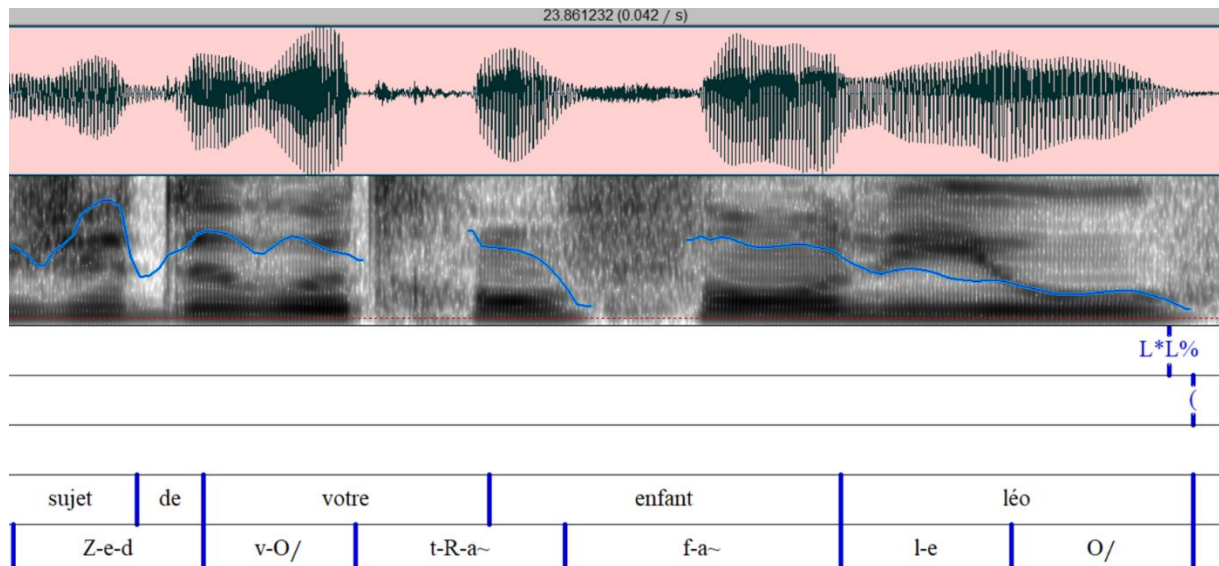 23.861232 (0.042 / s)
L*L%
(
sujet de votre enfant léo
Z-e-d v-O/ t-R-a~ f-a~ l-e O/